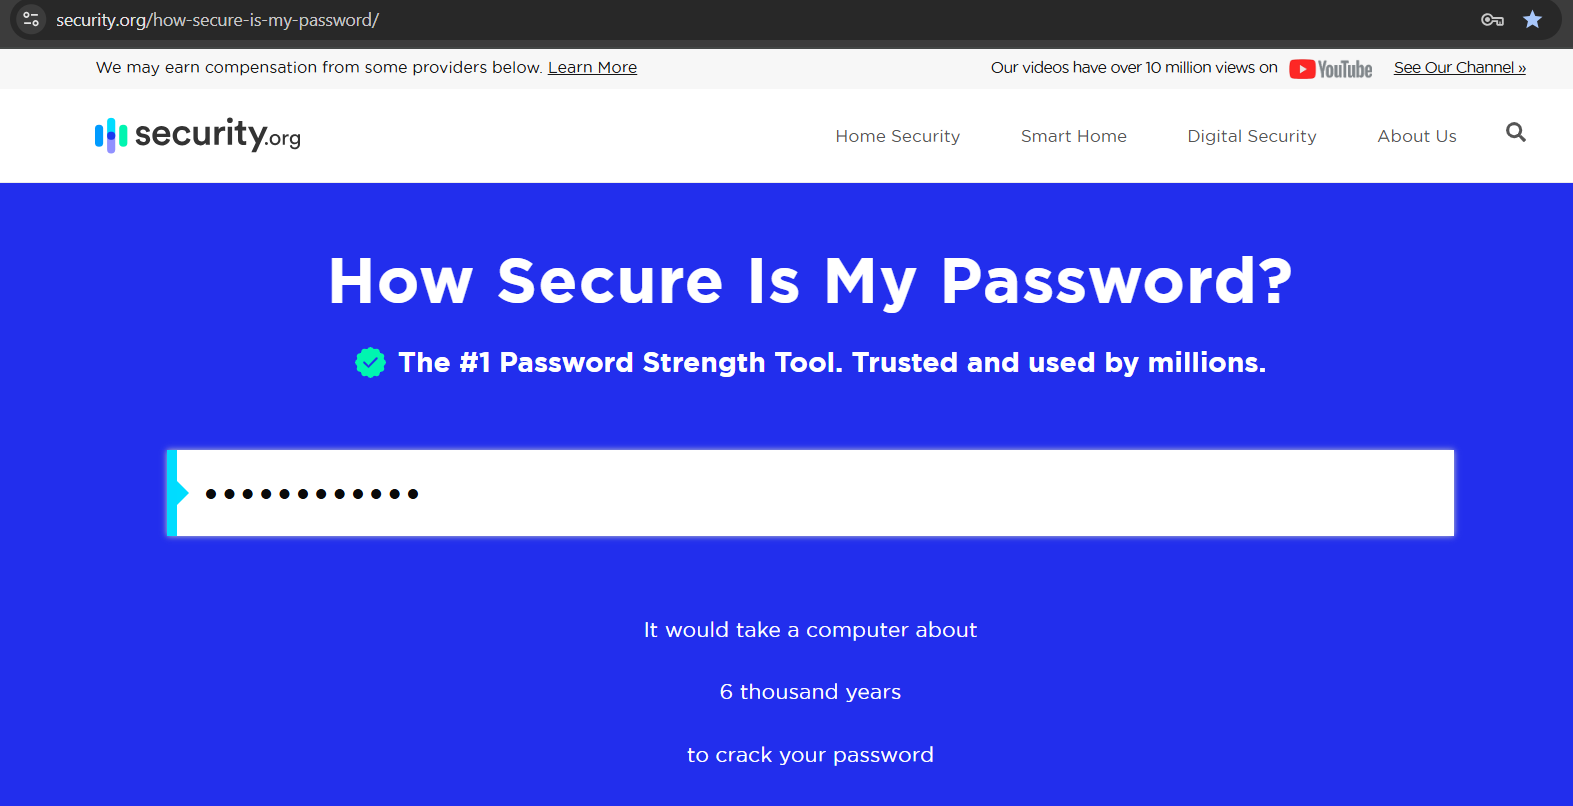 security.org/how-secure-is-my-password/
We may earn compensation from some providers below. Learn More
Our videos have over 10 million views on YouTube See Our Channel »
security.org
Home Security Smart Home Digital Security About Us
How Secure Is My Password?
The #1 Password Strength Tool. Trusted and used by millions.
••••••••••••
It would take a computer about
6 thousand years
to crack your password